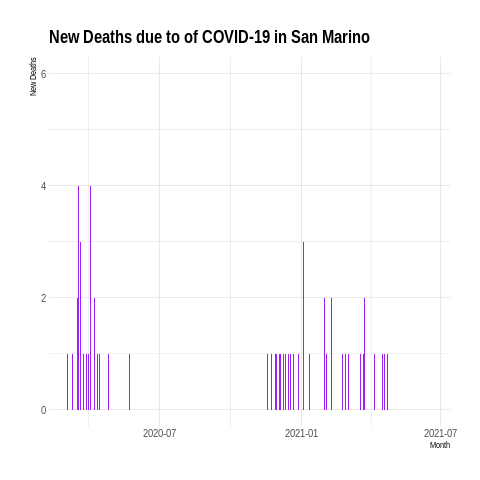 New Deaths due to of COVID-19 in San Marino
New Deaths
6
4
2
0
2020-07
2021-01
2021-07
Month